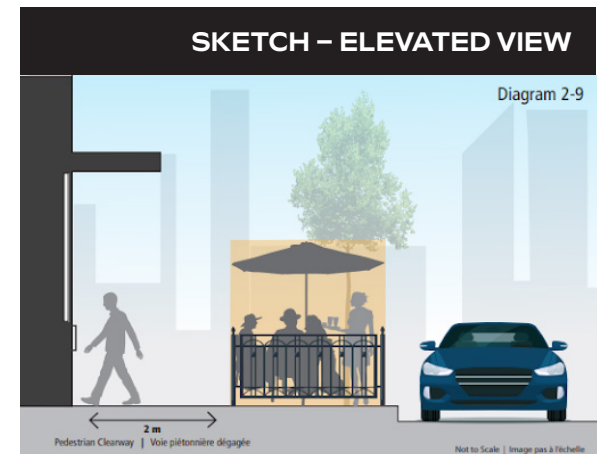 SKETCH – ELEVATED VIEW
Diagram 2-9
2 m
Pedestrian Clearway | Voie piétonnière dégagée
Not to Scale | Image pas à l'échelle